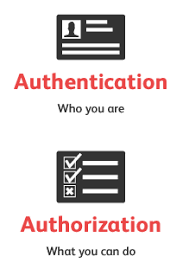 Authentication
Who you are
Authorization
What you can do